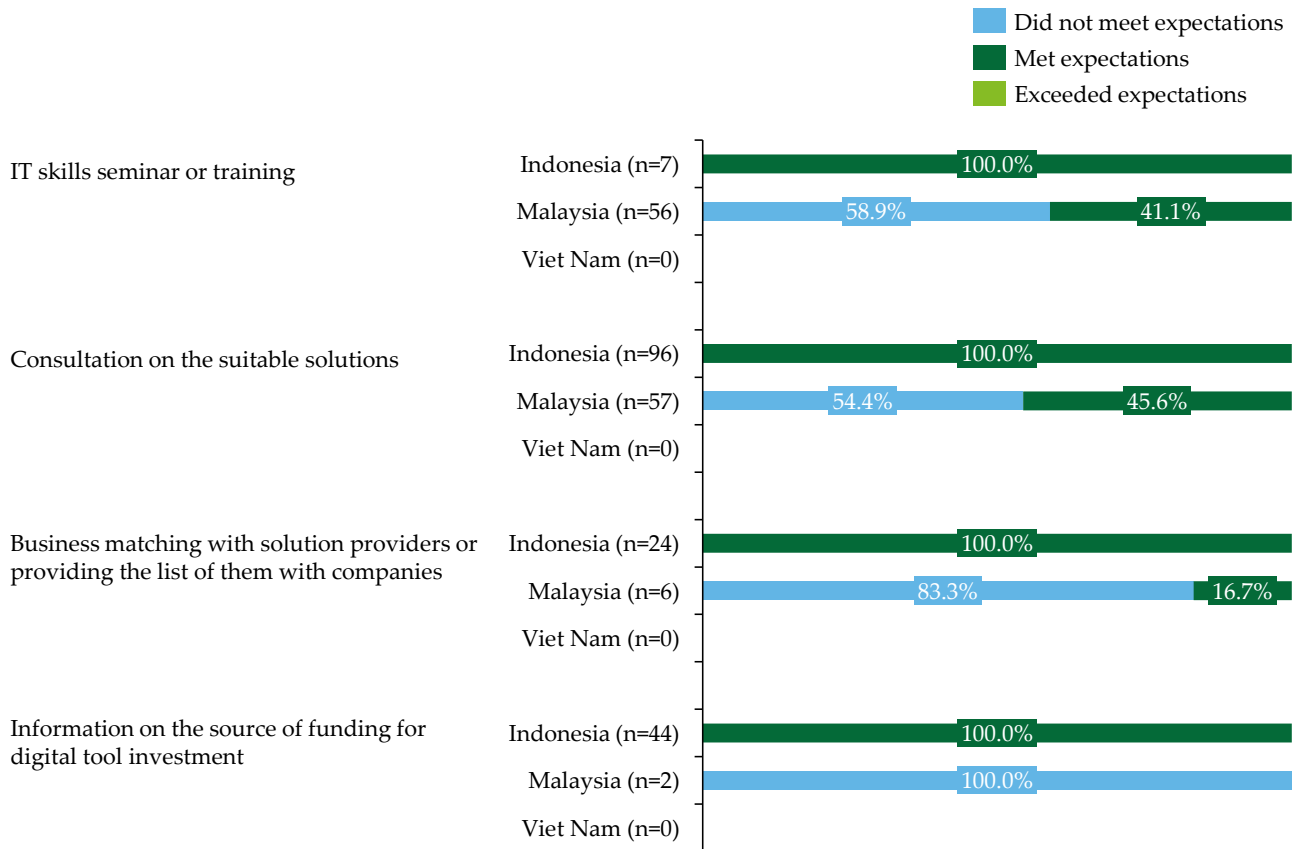 Did not meet expectations
Met expectations
Exceeded expectations
IT skills seminar or training
Indonesia (n=7)
100.0%
Malaysia (n=56)
58.9%
41.1%
Viet Nam (n=0)
Consultation on the suitable solutions
Indonesia (n=96)
100.0%
Malaysia (n=57)
54.4%
45.6%
Viet Nam (n=0)
Business matching with solution providers or
providing the list of them with companies
Indonesia (n=24)
100.0%
Malaysia (n=6)
83.3%
16.7%
Viet Nam (n=0)
Information on the source of funding for
digital tool investment
Indonesia (n=44)
100.0%
Malaysia (n=2)
100.0%
Viet Nam (n=0)